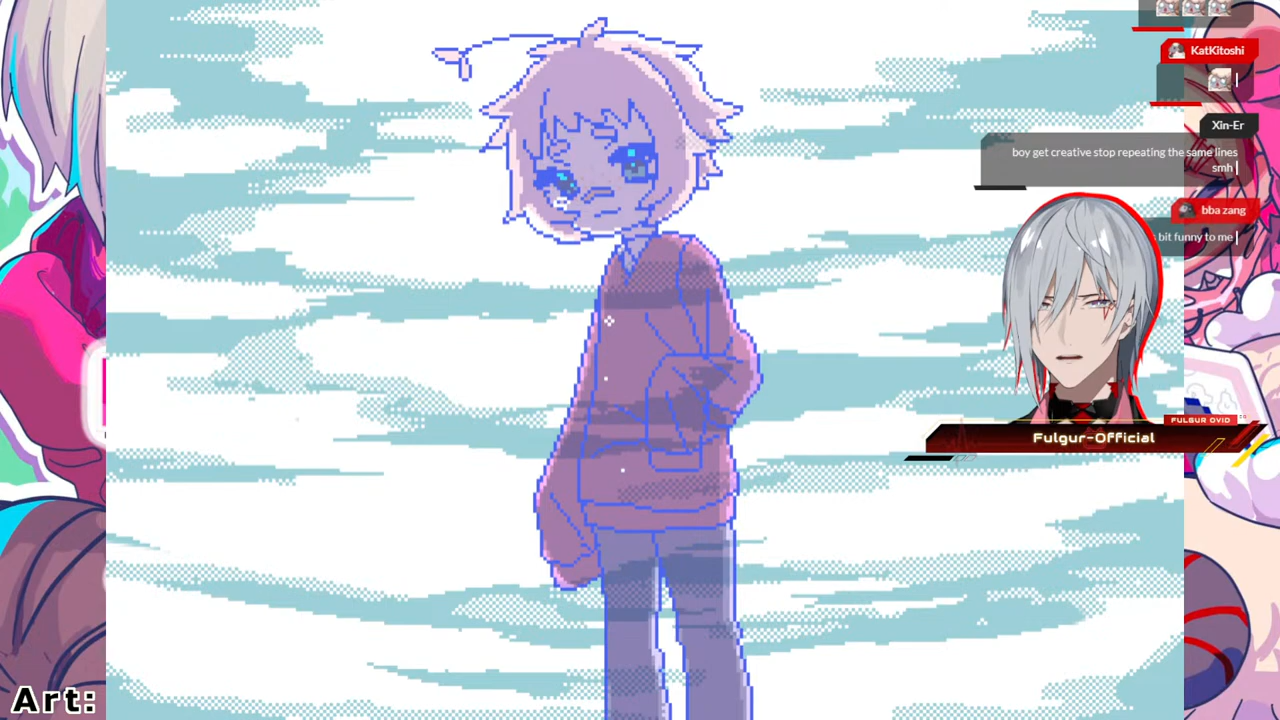 KatKitoshi
Xin-Er
boy get creative stop repeating the same lines
smh
bba zang
bit funny to me
FULGUR OVID
Fulgur-Official
Art: